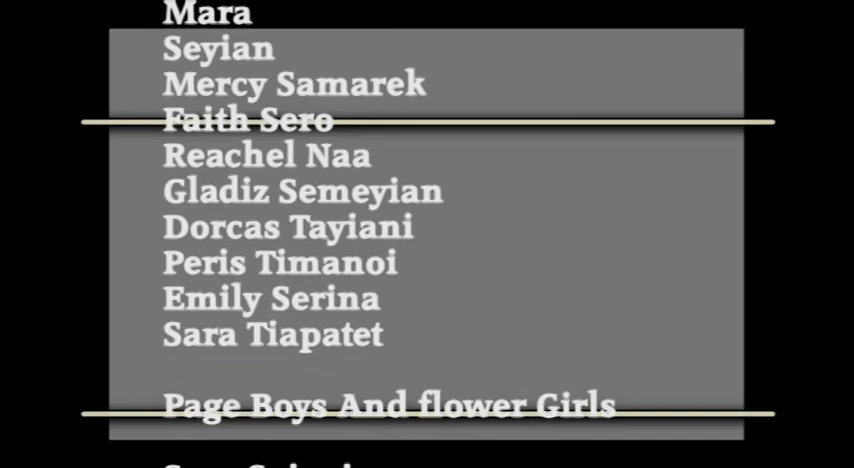 Mara
Seyian
Mercy Samarek
Faith Sero
Reachel Naa
Gladiz Semeyian
Dorcas Tayiani
Peris Timanoi
Emily Serina
Sara Tiapatet
Page Boys And flower Girls